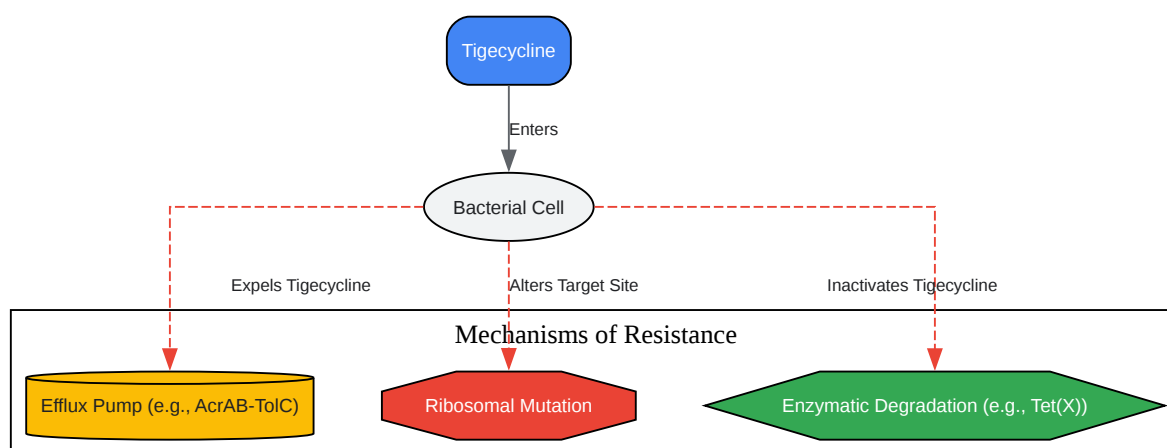 Tigecycline
Enters
Bacterial Cell
Expels Tigecycline
Alters Target Site
Inactivates Tigecycline
Mechanisms of Resistance
Efflux Pump (e.g., AcrAB-TolC)
Ribosomal Mutation
Enzymatic Degradation (e.g., Tet(X))